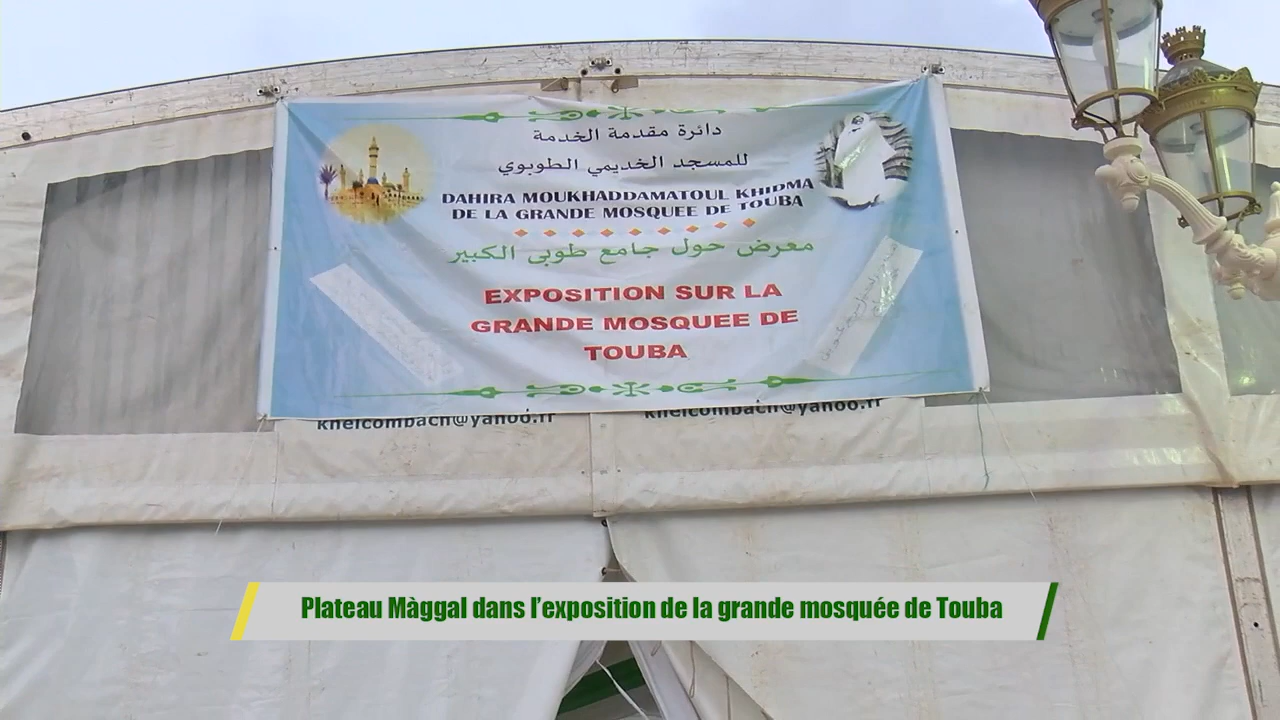 دائرة مقدمة الخدمة
للمسجد الخديمي الطوبوي
DAHIRA MOUKHADDAMATOUL KHIDMA
DE LA GRANDE MOSQUEE DE TOUBA
معرض حول جامع طوبى الكبير
EXPOSITION SUR LA
GRANDE MOSQUEE DE
TOUBA
khelcombach@yahoo.fr khelcombach@yahoo.fr
Plateau Màggal dans l'exposition de la grande mosquée de Touba